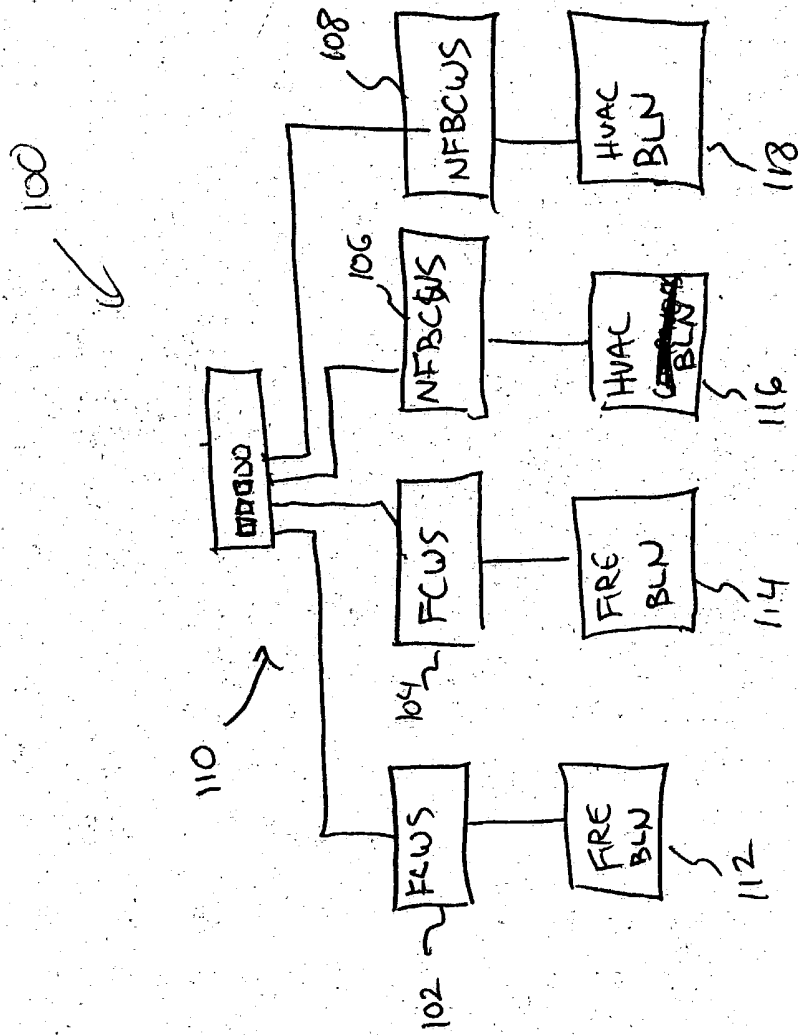 100
110
102
FCWS
FIRE
BLN
112
104
FCWS
FIRE
BLN
114
106
NFBCWS
HVAC
BLN
116
108
NFBCWS
HVAC
BLN
118